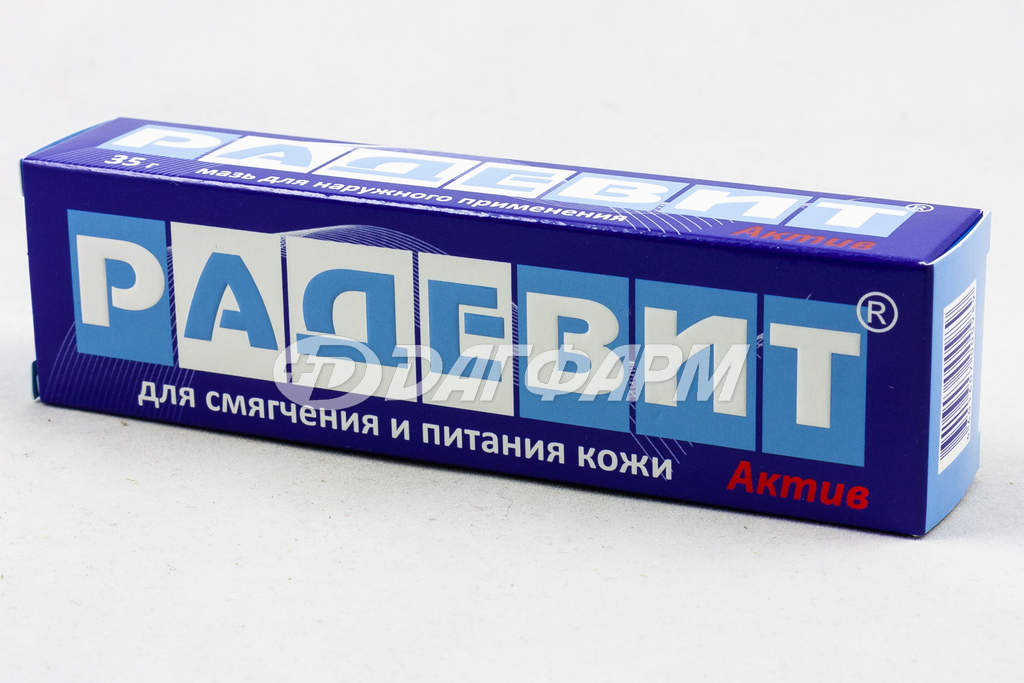 РАДЕВИТ®
35 г
мазь для наружного применения
Актив
РАДЕВИТ®
ДАГФАРМ
для смягчения и питания кожи
Актив